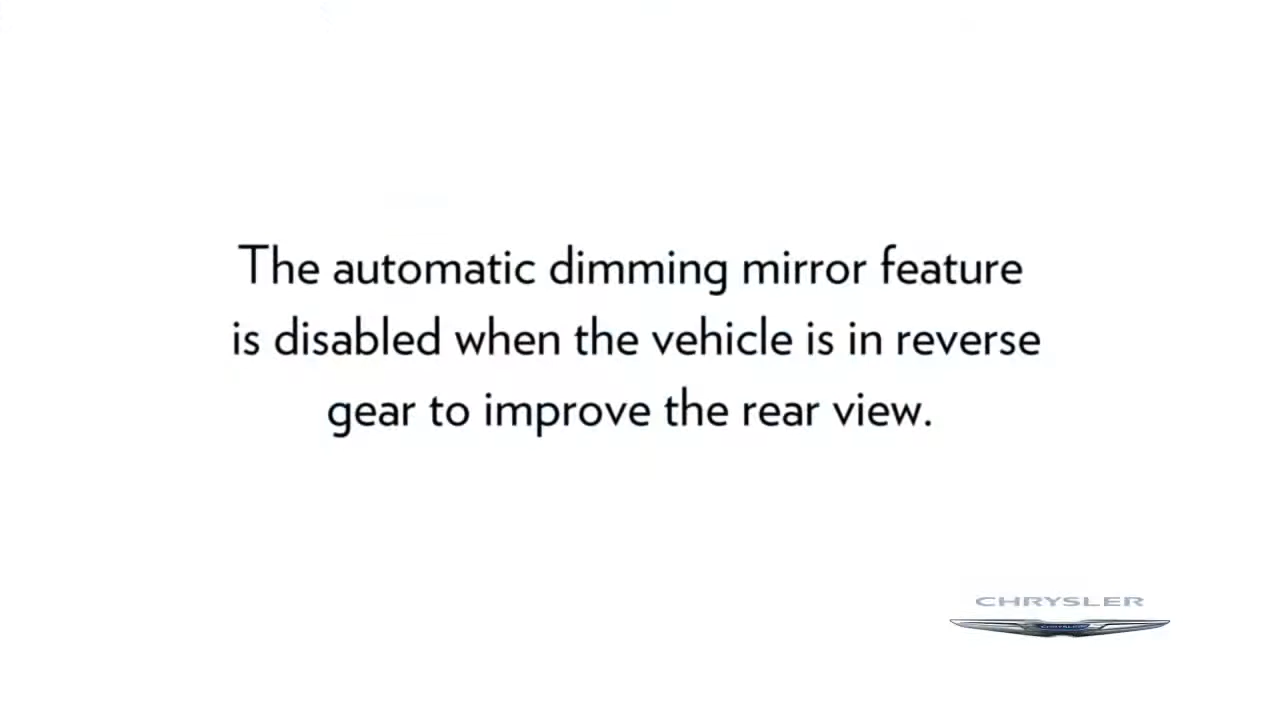 The automatic dimming mirror feature
is disabled when the vehicle is in reverse
gear to improve the rear view.
CHRYSLER
CHRYSLER